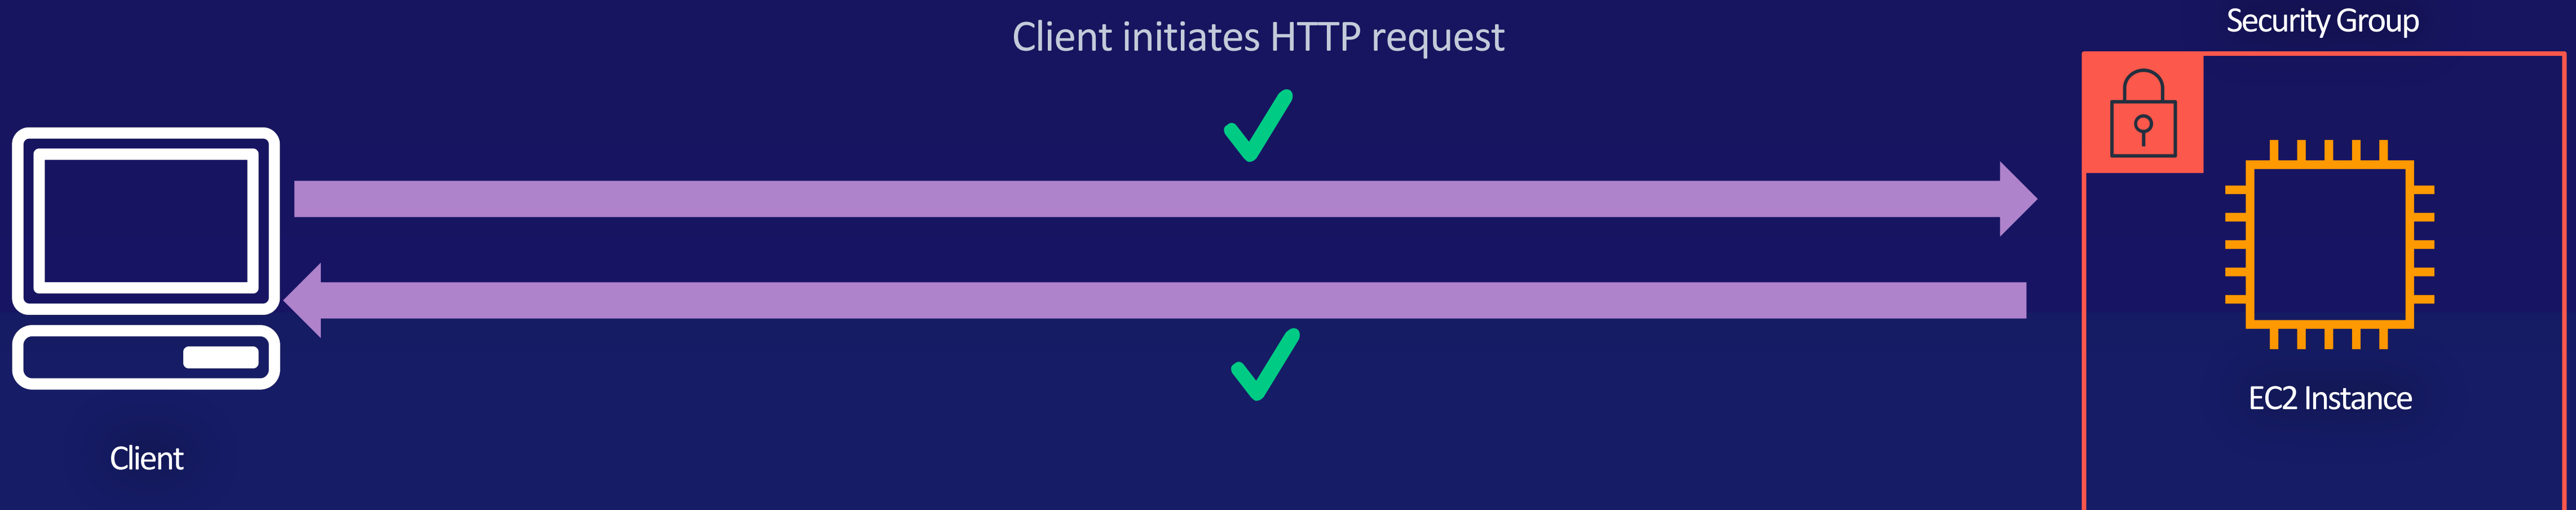 Client initiates HTTP request
Security Group
EC2 Instance
Client